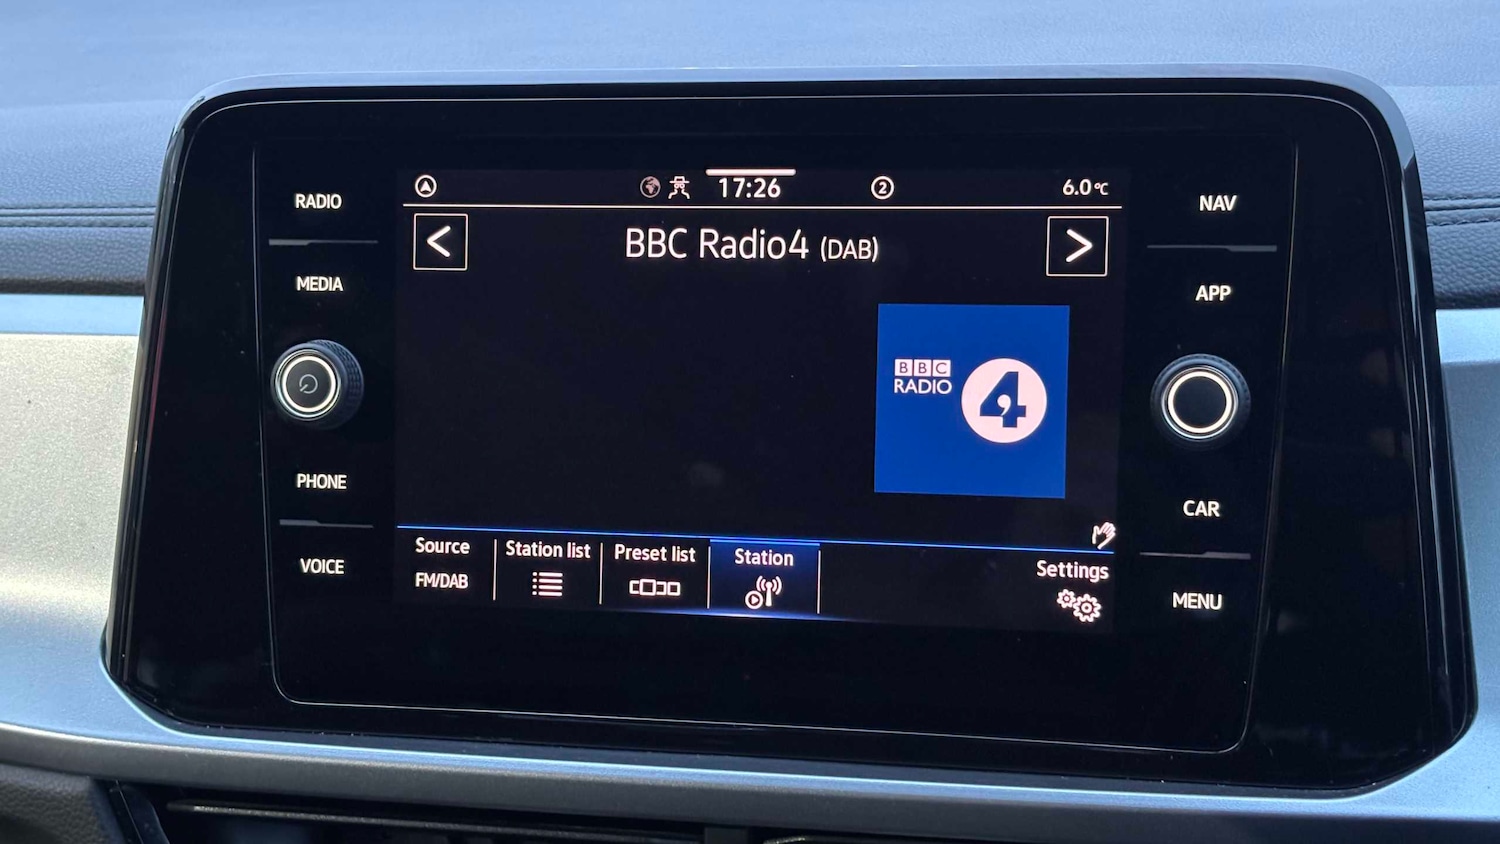 RADIO
MEDIA
PHONE
VOICE
17:26
2
6.0°C
<
BBC Radio4 (DAB)
>
BBC
RADIO
4
Source
FM/DAB
Station list
Preset list
Station
Settings
NAV
APP
CAR
MENU